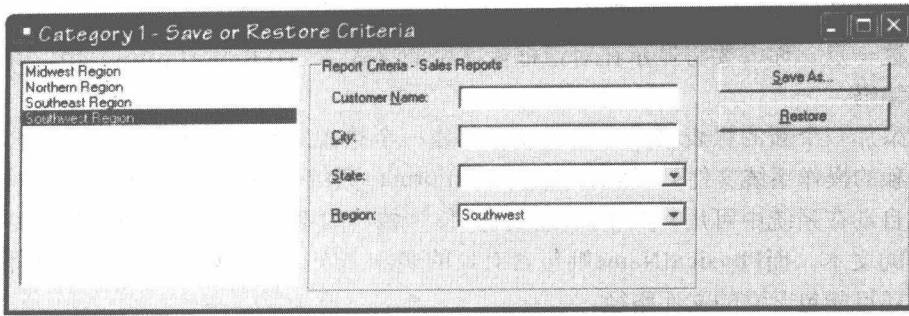 Category 1 - Save or Restore Criteria
Midwest Region
Northern Region
Southeast Region
Southwest Region
Report Criteria - Sales Reports
Customer Name:
City:
State:
Region:
Southwest
Save As...
Restore